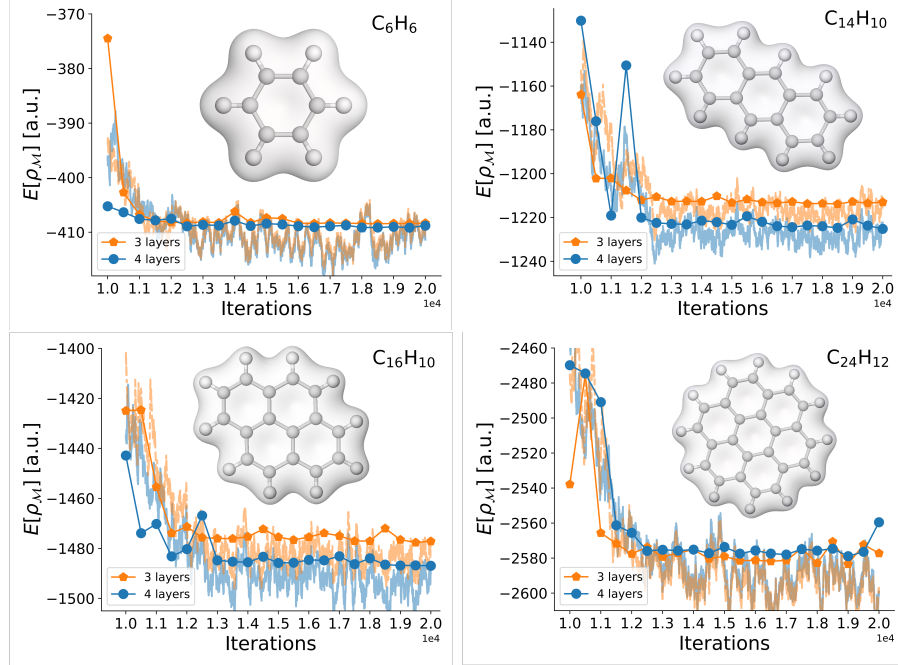 C₆H₆
E[ρ_ℳ] [a.u.]
−370
−380
−390
−400
−410
3 layers
4 layers
1.0 1.1 1.2 1.3 1.4 1.5 1.6 1.7 1.8 1.9 2.0
1e4
Iterations
C₁₄H₁₀
E[ρ_ℳ] [a.u.]
−1140
−1160
−1180
−1200
−1220
−1240
3 layers
4 layers
1.0 1.1 1.2 1.3 1.4 1.5 1.6 1.7 1.8 1.9 2.0
1e4
Iterations
C₁₆H₁₀
E[ρ_ℳ] [a.u.]
−1400
−1420
−1440
−1460
−1480
−1500
3 layers
4 layers
1.0 1.1 1.2 1.3 1.4 1.5 1.6 1.7 1.8 1.9 2.0
1e4
Iterations
C₂₄H₁₂
E[ρ_ℳ] [a.u.]
−2460
−2480
−2500
−2520
−2540
−2560
−2580
−2600
3 layers
4 layers
1.0 1.1 1.2 1.3 1.4 1.5 1.6 1.7 1.8 1.9 2.0
1e4
Iterations